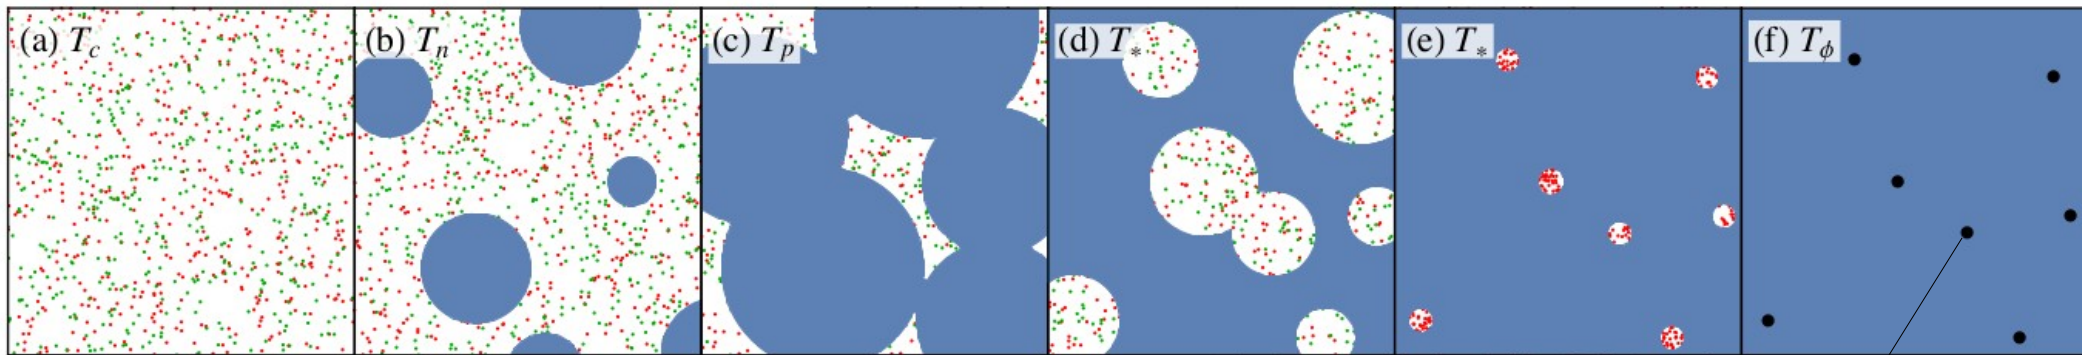 (a) T_c
(b) T_n
(c) T_p
(d) T_*
(e) T_*
(f) T_ϕ